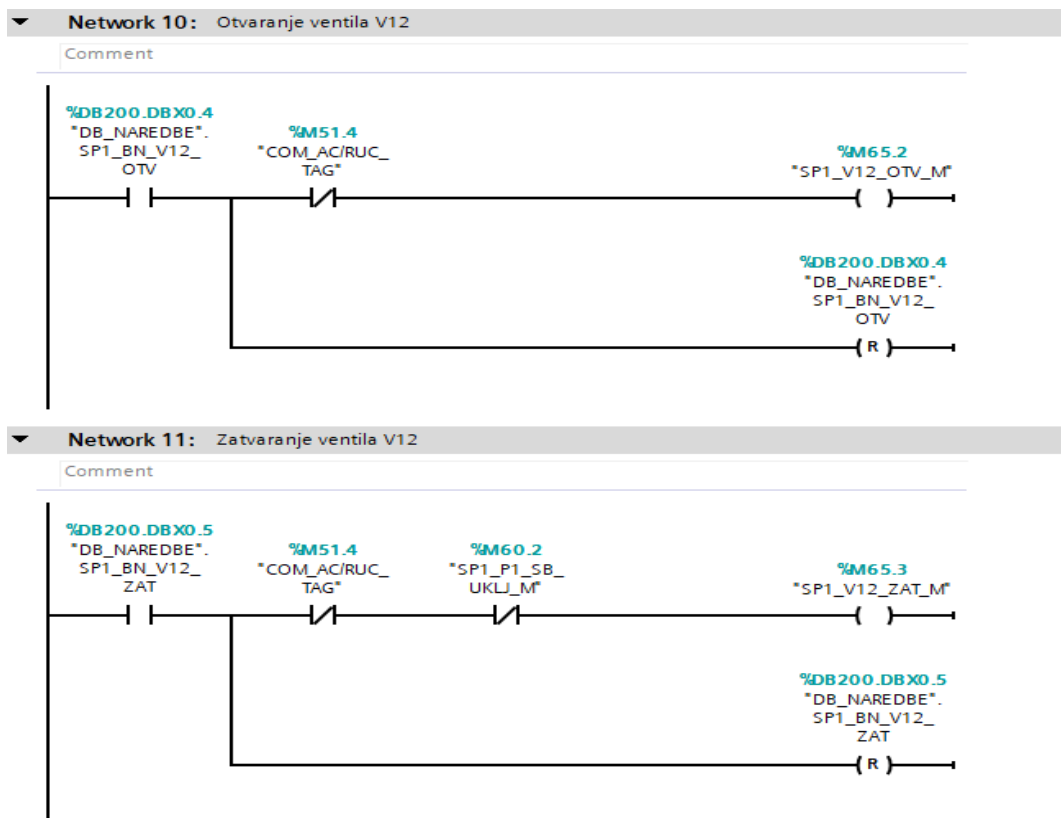 Network 10: Otvaranje ventila V12
Comment
%DB200.DBX0.4
"DB_NAREDBE".
SP1_BN_V12_
OTV
%M51.4
"COM_AC/RUC_
TAG"
%M65.2
"SP1_V12_OTV_M"
%DB200.DBX0.4
"DB_NAREDBE".
SP1_BN_V12_
OTV
R
Network 11: Zatvaranje ventila V12
Comment
%DB200.DBX0.5
"DB_NAREDBE".
SP1_BN_V12_
ZAT
%M51.4
"COM_AC/RUC_
TAG"
%M60.2
"SP1_P1_SB_
UKLJ_M"
%M65.3
"SP1_V12_ZAT_M"
%DB200.DBX0.5
"DB_NAREDBE".
SP1_BN_V12_
ZAT
R